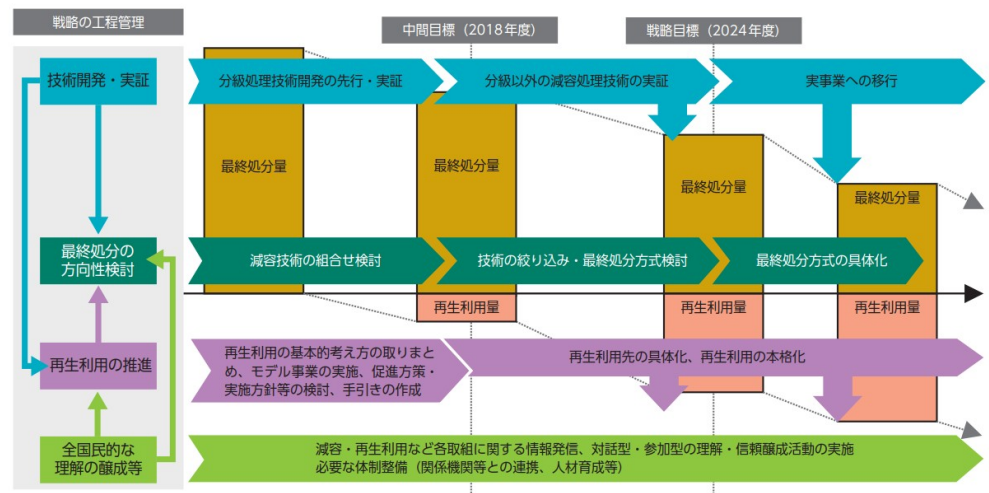 戦略の工程管理
中間目標（2018年度）
戦略目標（2024年度）
技術開発・実証
分級処理技術開発の先行・実証
分級以外の減容処理技術の実証
実事業への移行
最終処分量
最終処分量
最終処分量
最終処分量
最終処分の
方向性検討
減容技術の組合せ検討
技術の絞り込み・最終処分方式検討
最終処分方式の具体化
再生利用量
再生利用量
再生利用量
再生利用の推進
再生利用の基本的考え方の取りまと
め、モデル事業の実施、促進方策・
実施方針等の検討、手引きの作成
再生利用先の具体化、再生利用の本格化
全国民的な
理解の醸成等
減容・再生利用など各取組に関する情報発信、対話型・参加型の理解・信頼醸成活動の実施
必要な体制整備（関係機関等との連携、人材育成等）